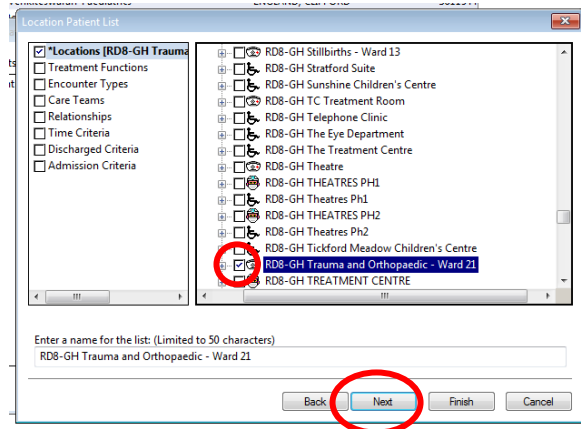 ENGLAND, CLIFFORD
Location Patient List
*Locations [RD8-GH Trauma
Treatment Functions
Encounter Types
Care Teams
Relationships
Time Criteria
Discharged Criteria
Admission Criteria
RD8-GH Stillbirths - Ward 13
RD8-GH Stratford Suite
RD8-GH Sunshine Children's Centre
RD8-GH TC Treatment Room
RD8-GH Telephone Clinic
RD8-GH The Eye Department
RD8-GH The Treatment Centre
RD8-GH Theatre
RD8-GH THEATRES PH1
RD8-GH Theatres Ph1
RD8-GH THEATRES PH2
RD8-GH Theatres Ph2
RD8-GH Tickford Meadow Children's Centre
RD8-GH Trauma and Orthopaedic - Ward 21
RD8-GH TREATMENT CENTRE
Enter a name for the list: (Limited to 50 characters)
RD8-GH Trauma and Orthopaedic - Ward 21
Back Next Finish Cancel